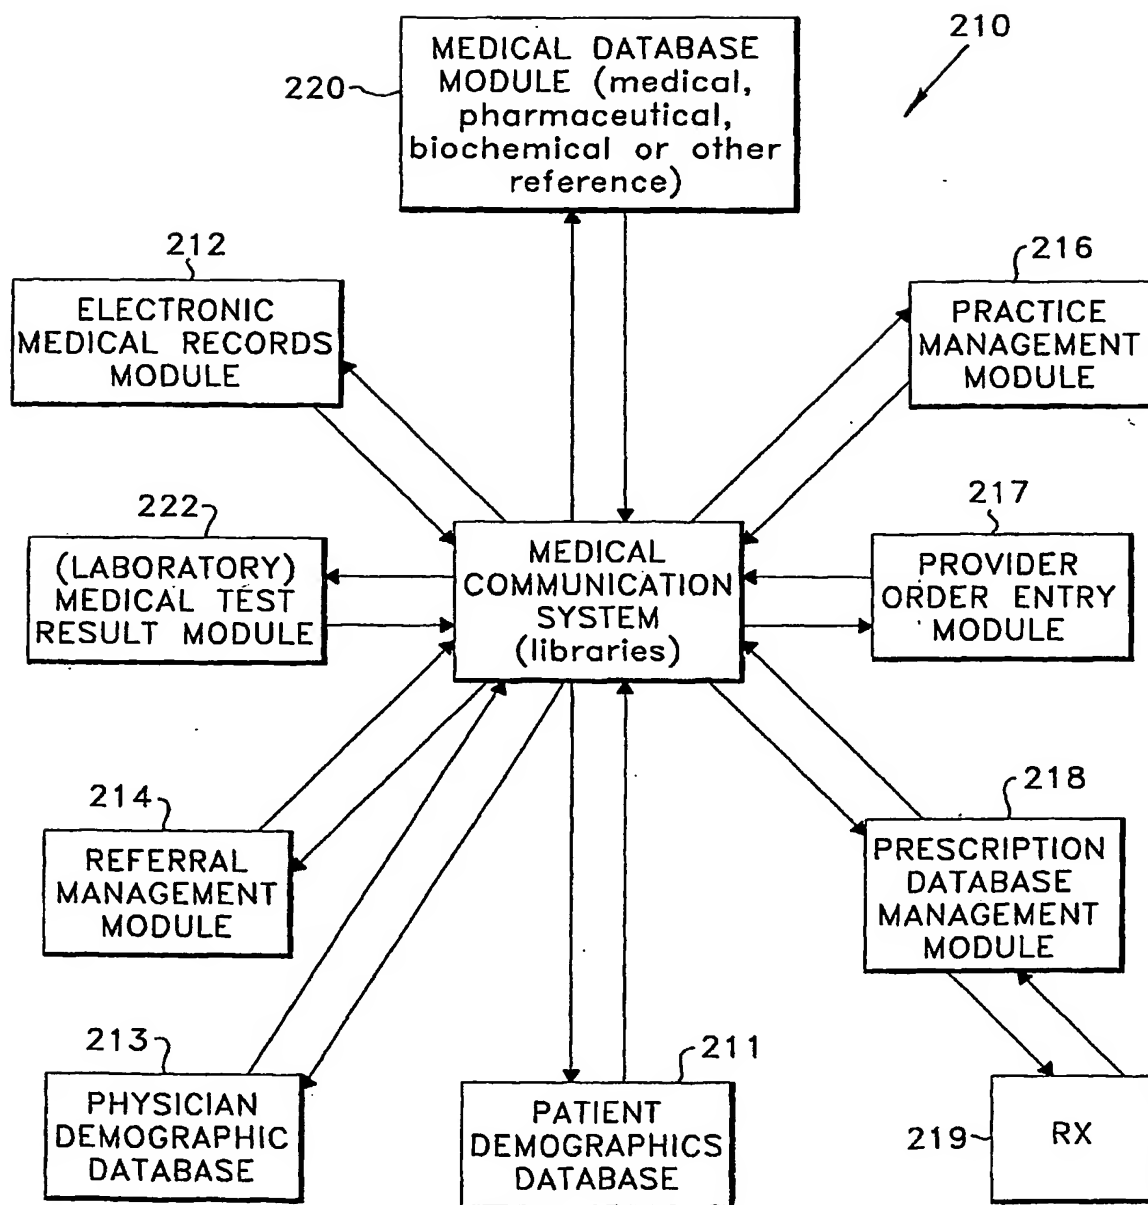 210
220
MEDICAL DATABASE
MODULE (medical,
pharmaceutical,
biochemical or other
reference)
212
ELECTRONIC
MEDICAL RECORDS
MODULE
216
PRACTICE
MANAGEMENT
MODULE
222
(LABORATORY)
MEDICAL TEST
RESULT MODULE
MEDICAL
COMMUNICATION
SYSTEM
(libraries)
217
PROVIDER
ORDER ENTRY
MODULE
214
REFERRAL
MANAGEMENT
MODULE
218
PRESCRIPTION
DATABASE
MANAGEMENT
MODULE
213
PHYSICIAN
DEMOGRAPHIC
DATABASE
211
PATIENT
DEMOGRAPHICS
DATABASE
219
RX